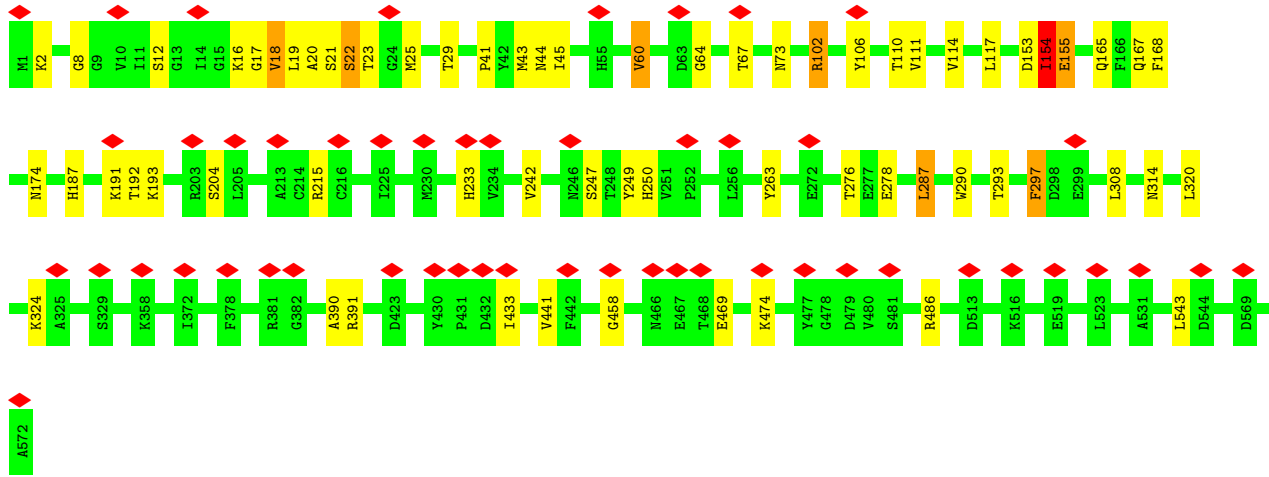 M1 K2 G8 G9 V10 I11 S12 G13 I14 G15 K16 G17 V18 L19 A20 S21 S22 T23 G24 M25 T29 P41 Y42 M43 N44 I45 H55 V60 D63 G64 T67 N73 R102 Y106 T110 V111 V114 L117 D153 I154 E155 Q165 F166 Q167 F168
N174 H187 K191 T192 K193 R203 S204 L205 A213 C214 R215 C216 I225 M230 H233 V234 V242 N246 S247 T248 Y249 H250 V251 P252 L256 Y263 E272 T276 E277 E278 L287 W290 T293 F297 D298 E299 L308 N314 L320
K324 A325 S329 K358 I372 F378 R381 G382 A390 R391 D423 Y430 P431 D432 I433 V441 F442 G458 N466 E467 T468 E469 K474 Y477 G478 D479 V480 S481 R486 D513 K516 E519 L523 A531 L543 D544 D569
A572